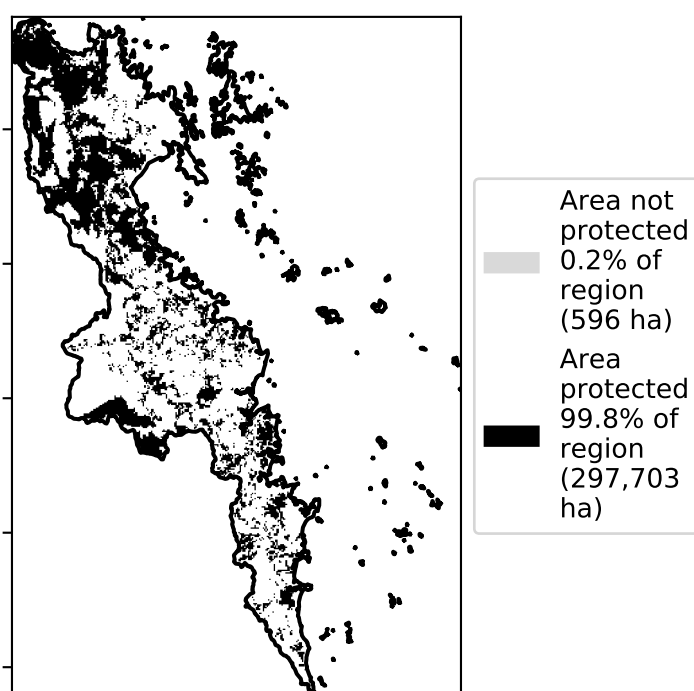 Area not
protected
0.2% of
region
(596 ha)
Area
protected
99.8% of
region
(297,703
ha)